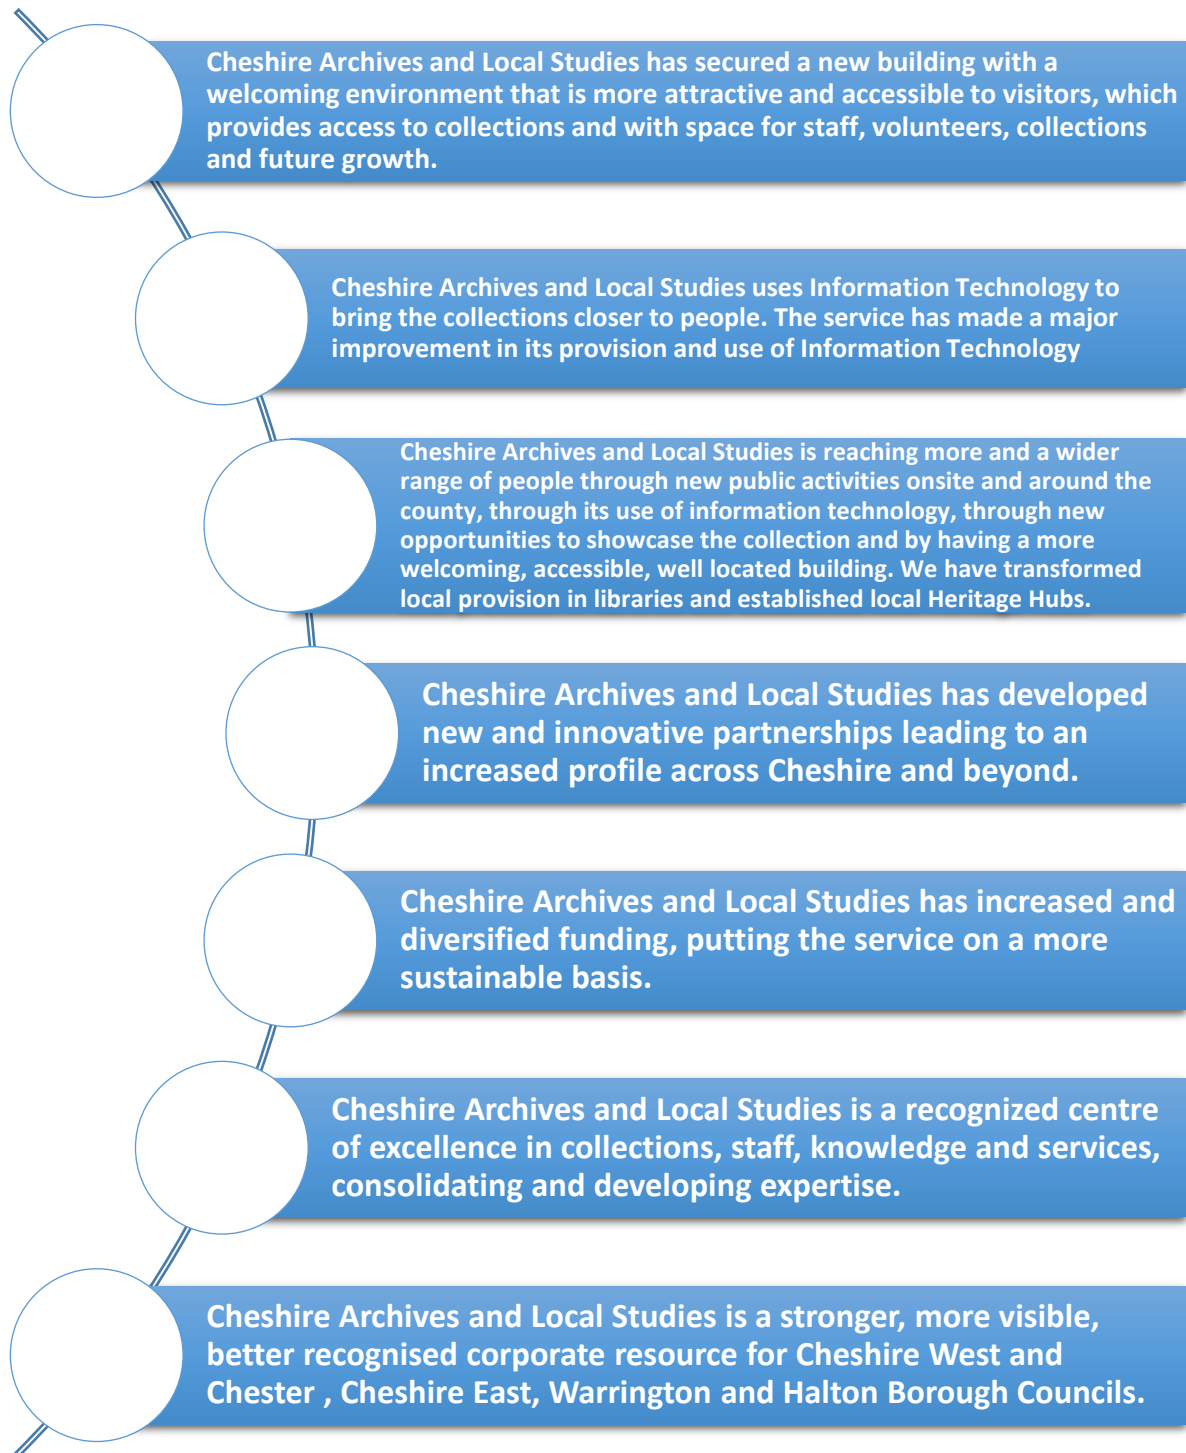 Cheshire Archives and Local Studies has secured a new building with a
welcoming environment that is more attractive and accessible to visitors, which
provides access to collections and with space for staff, volunteers, collections
and future growth.
Cheshire Archives and Local Studies uses Information Technology to
bring the collections closer to people. The service has made a major
improvement in its provision and use of Information Technology
Cheshire Archives and Local Studies is reaching more and a wider
range of people through new public activities onsite and around the
county, through its use of information technology, through new
opportunities to showcase the collection and by having a more
welcoming, accessible, well located building. We have transformed
local provision in libraries and established local Heritage Hubs.
Cheshire Archives and Local Studies has developed
new and innovative partnerships leading to an
increased profile across Cheshire and beyond.
Cheshire Archives and Local Studies has increased and
diversified funding, putting the service on a more
sustainable basis.
Cheshire Archives and Local Studies is a recognized centre
of excellence in collections, staff, knowledge and services,
consolidating and developing expertise.
Cheshire Archives and Local Studies is a stronger, more visible,
better recognised corporate resource for Cheshire West and
Chester , Cheshire East, Warrington and Halton Borough Councils.